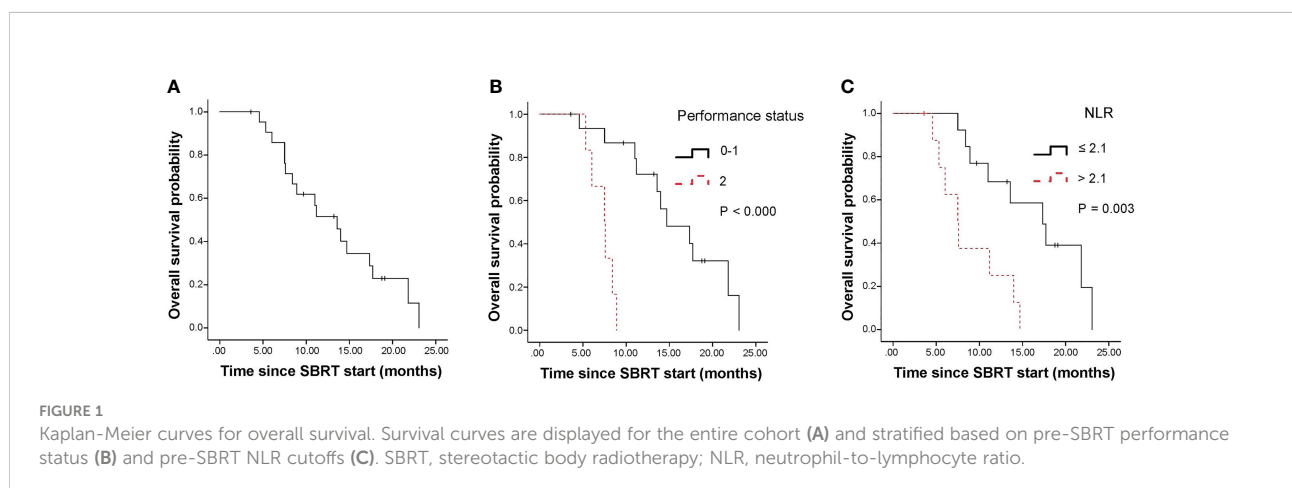 A
Overall survival probability
1.0
0.8
0.6
0.4
0.2
0.0
.00 5.00 10.00 15.00 20.00 25.00
Time since SBRT start (months)
B
Overall survival probability
1.0
0.8
0.6
0.4
0.2
0.0
.00 5.00 10.00 15.00 20.00 25.00
Time since SBRT start (months)
Performance status
0-1
2
P < 0.000
C
Overall survival probability
1.0
0.8
0.6
0.4
0.2
0.0
.00 5.00 10.00 15.00 20.00 25.00
Time since SBRT start (months)
NLR
≤ 2.1
> 2.1
P = 0.003
FIGURE 1
Kaplan-Meier curves for overall survival. Survival curves are displayed for the entire cohort (A) and stratified based on pre-SBRT performance
status (B) and pre-SBRT NLR cutoffs (C). SBRT, stereotactic body radiotherapy; NLR, neutrophil-to-lymphocyte ratio.